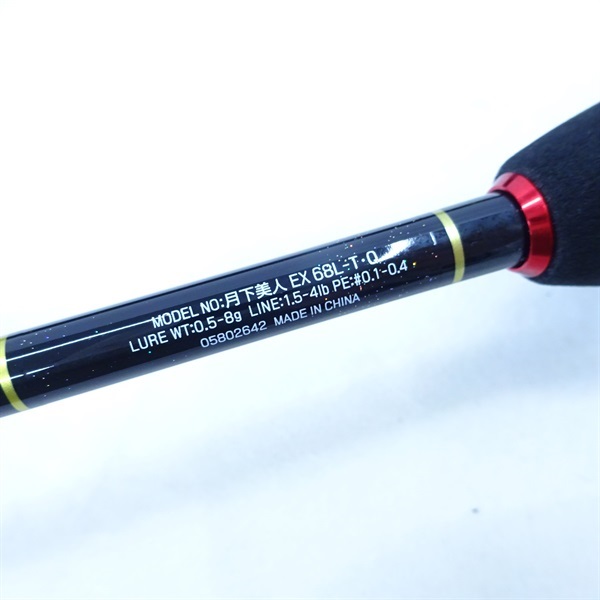 MODEL NO:月下美人 EX 68L-T・Q
LURE WT:0.5-8g LINE:1.5-4lb PE:#0.1-0.4
05802642 MADE IN CHINA